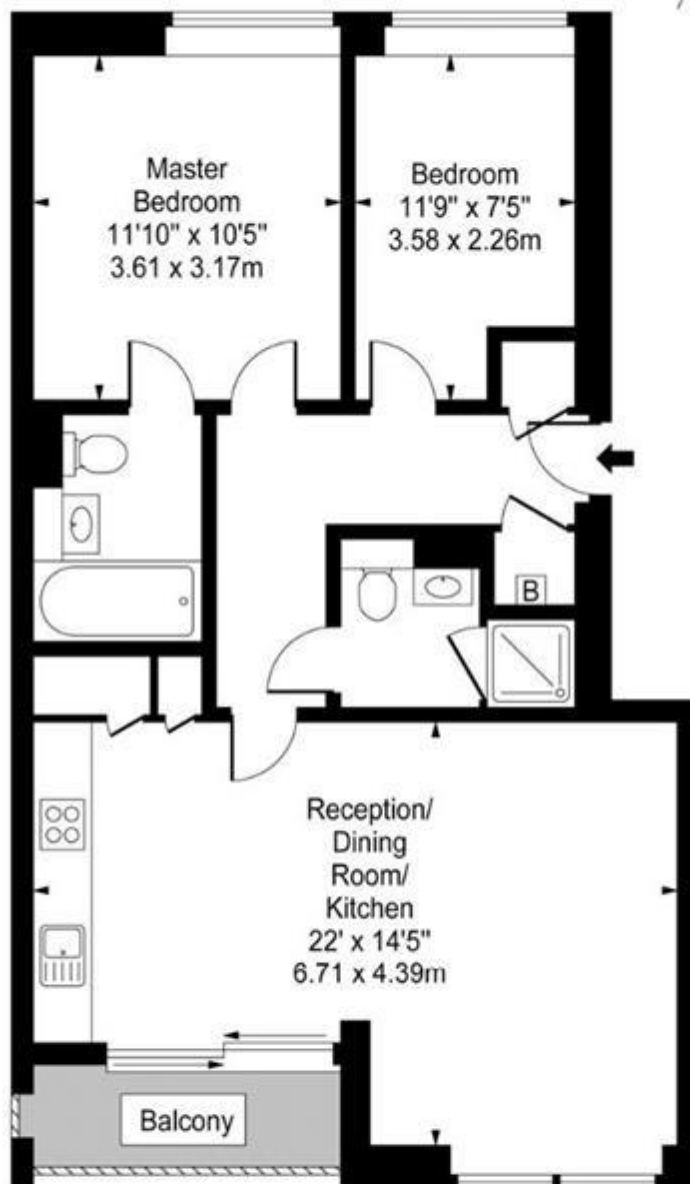 Master
Bedroom
11'10" x 10'5"
3.61 x 3.17m
Bedroom
11'9" x 7'5"
3.58 x 2.26m
B
Reception/
Dining
Room/
Kitchen
22' x 14'5"
6.71 x 4.39m
Balcony